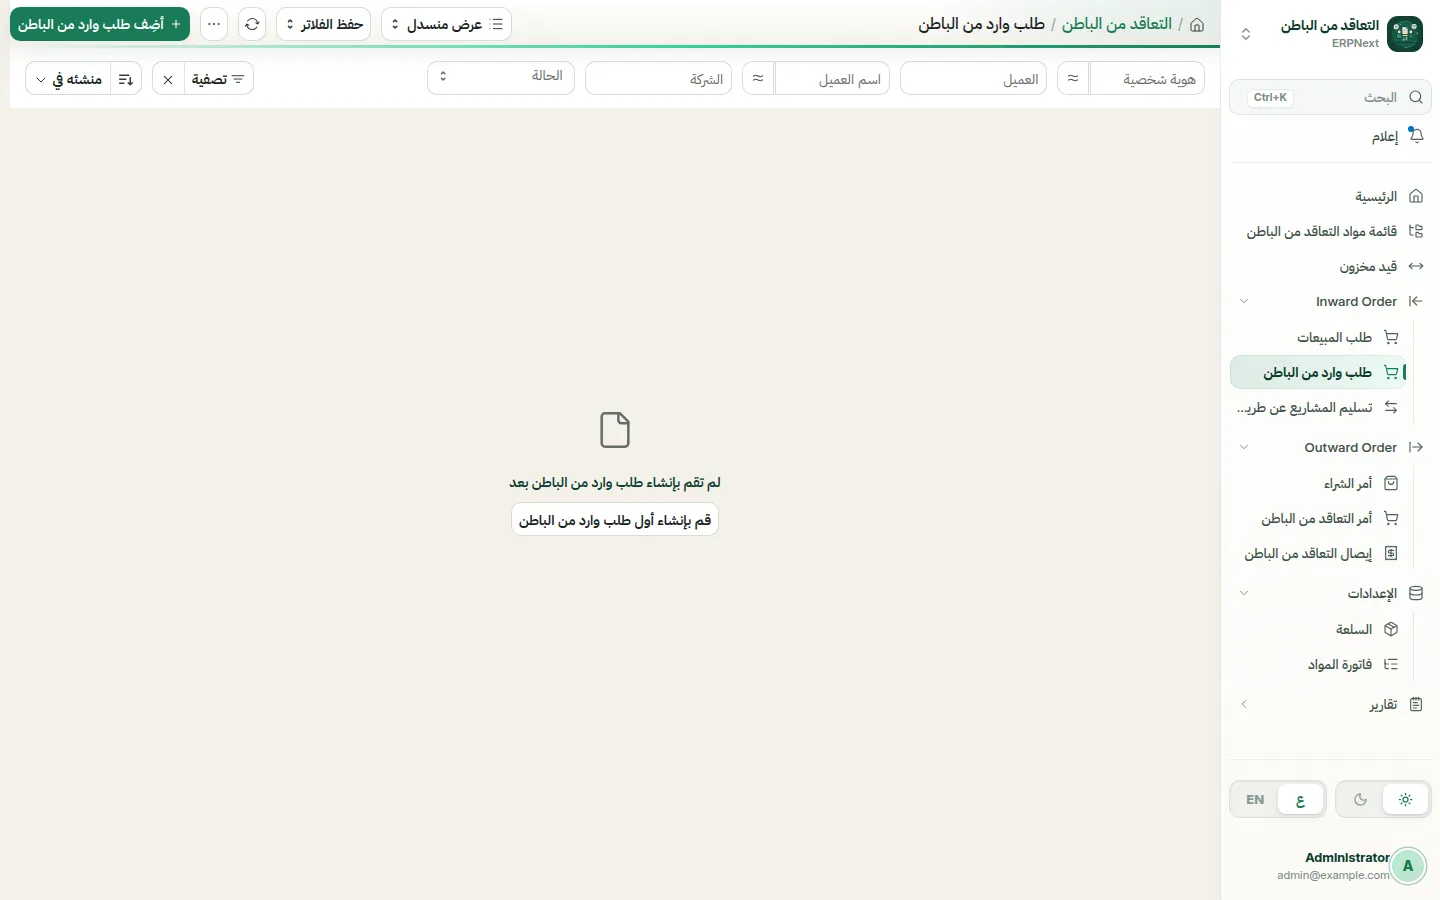 التعاقد من الباطن
ERPNext
البحث
Ctrl+K
إعلام
الرئيسية
قائمة مواد التعاقد من الباطن
قيد مخزون
Inward Order
طلب المبيعات
طلب وارد من الباطن
تسليم المشاريع عن طريـ...
Outward Order
أمر الشراء
أمر التعاقد من الباطن
إيصال التعاقد من الباطن
الإعدادات
السلعة
فاتورة المواد
تقارير
ع
EN
Administrator
admin@example.com
A
التعاقد من الباطن / طلب وارد من الباطن
عرض منسدل
حفظ الفلاتر
...
+ أضِف طلب وارد من الباطن
هوية شخصية
≈
العميل
اسم العميل
≈
الشركة
الحالة
تصفية
منشئه في
لم تقم بإنشاء طلب وارد من الباطن بعد
قم بإنشاء أول طلب وارد من الباطن